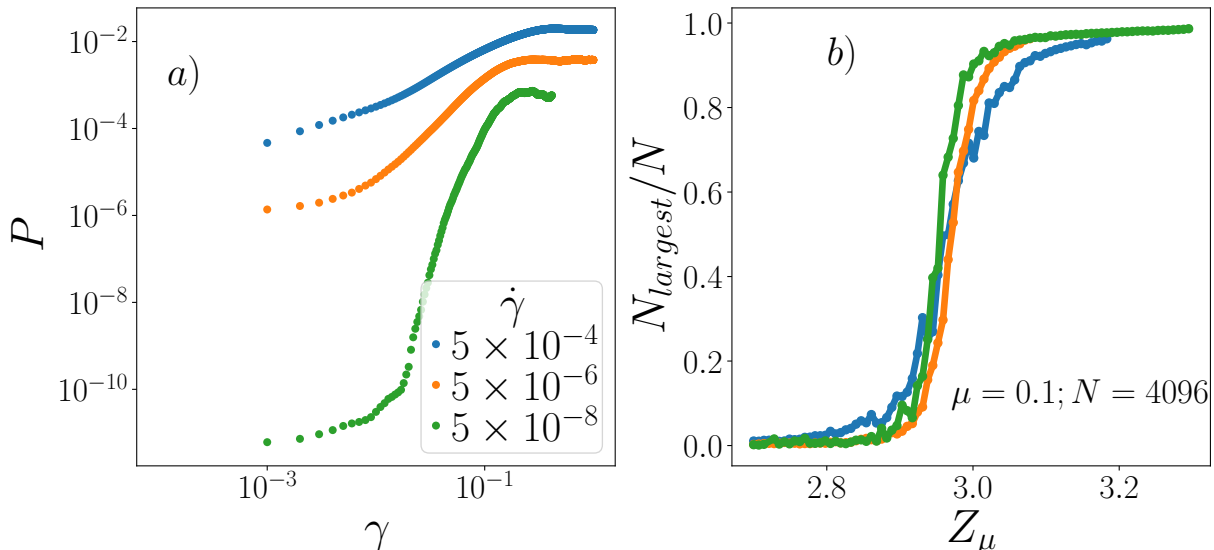 a)
P
10⁻²
10⁻⁴
10⁻⁶
10⁻⁸
10⁻¹⁰
10⁻³
10⁻¹
γ
γ̇
5 × 10⁻⁴
5 × 10⁻⁶
5 × 10⁻⁸
b)
N_{largest}/N
1.0
0.8
0.6
0.4
0.2
0.0
μ = 0.1; N = 4096
2.8
3.0
3.2
Z_μ